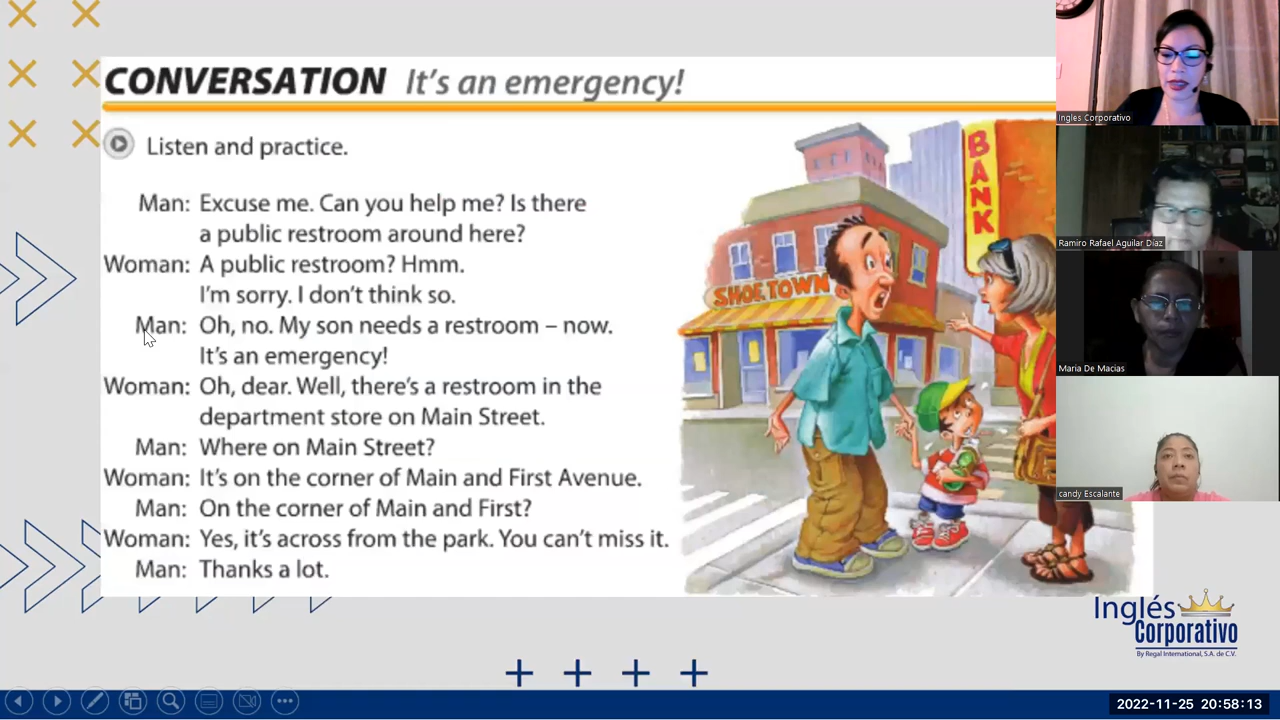 CONVERSATION It's an emergency!
Listen and practice.
Man: Excuse me. Can you help me? Is there
a public restroom around here?
Woman: A public restroom? Hmm.
I'm sorry. I don't think so.
Man: Oh, no. My son needs a restroom – now.
It's an emergency!
Woman: Oh, dear. Well, there's a restroom in the
department store on Main Street.
Man: Where on Main Street?
Woman: It's on the corner of Main and First Avenue.
Man: On the corner of Main and First?
Woman: Yes, it's across from the park. You can't miss it.
Man: Thanks a lot.
SHOE TOWN
BANK
Ingles Corporativo
Ramiro Rafael Aguilar Diaz
Maria De Macias
candy Escalante
Inglés
Corporativo
By Regal International, S.A. de C.V.
2022-11-25 20:58:13